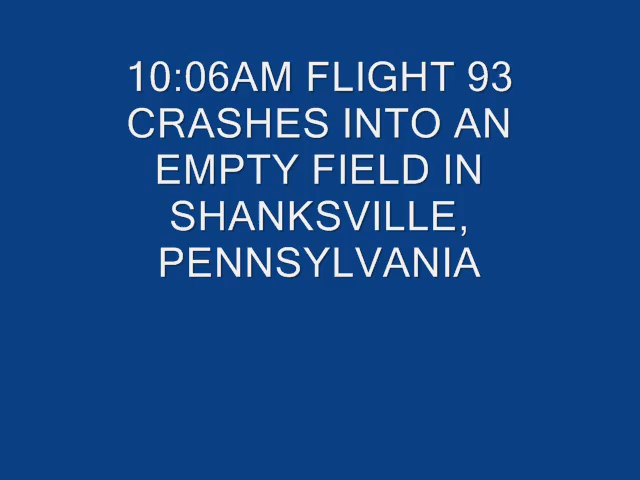 10:06AM FLIGHT 93
CRASHES INTO AN
EMPTY FIELD IN
SHANKSVILLE,
PENNSYLVANIA